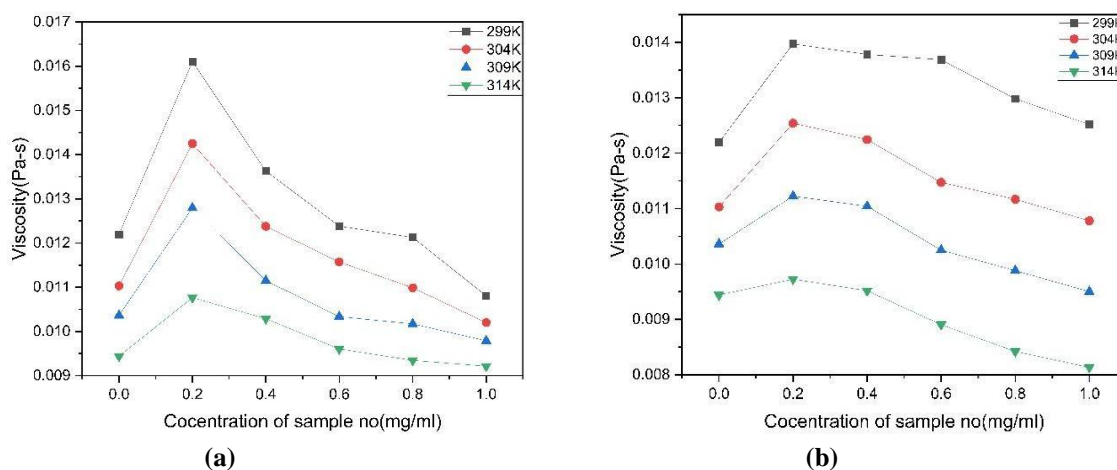 0.017
0.016
0.015
0.014
0.013
0.012
0.011
0.010
0.009
Viscosity(Pa-s)
299K
304K
309K
314K
0.0 0.2 0.4 0.6 0.8 1.0
Cocentration of sample no(mg/ml)
(a)
0.014
0.013
0.012
0.011
0.010
0.009
0.008
Viscosity(Pa-s)
299K
304K
309K
314K
0.0 0.2 0.4 0.6 0.8 1.0
Cocentration of sample no(mg/ml)
(b)